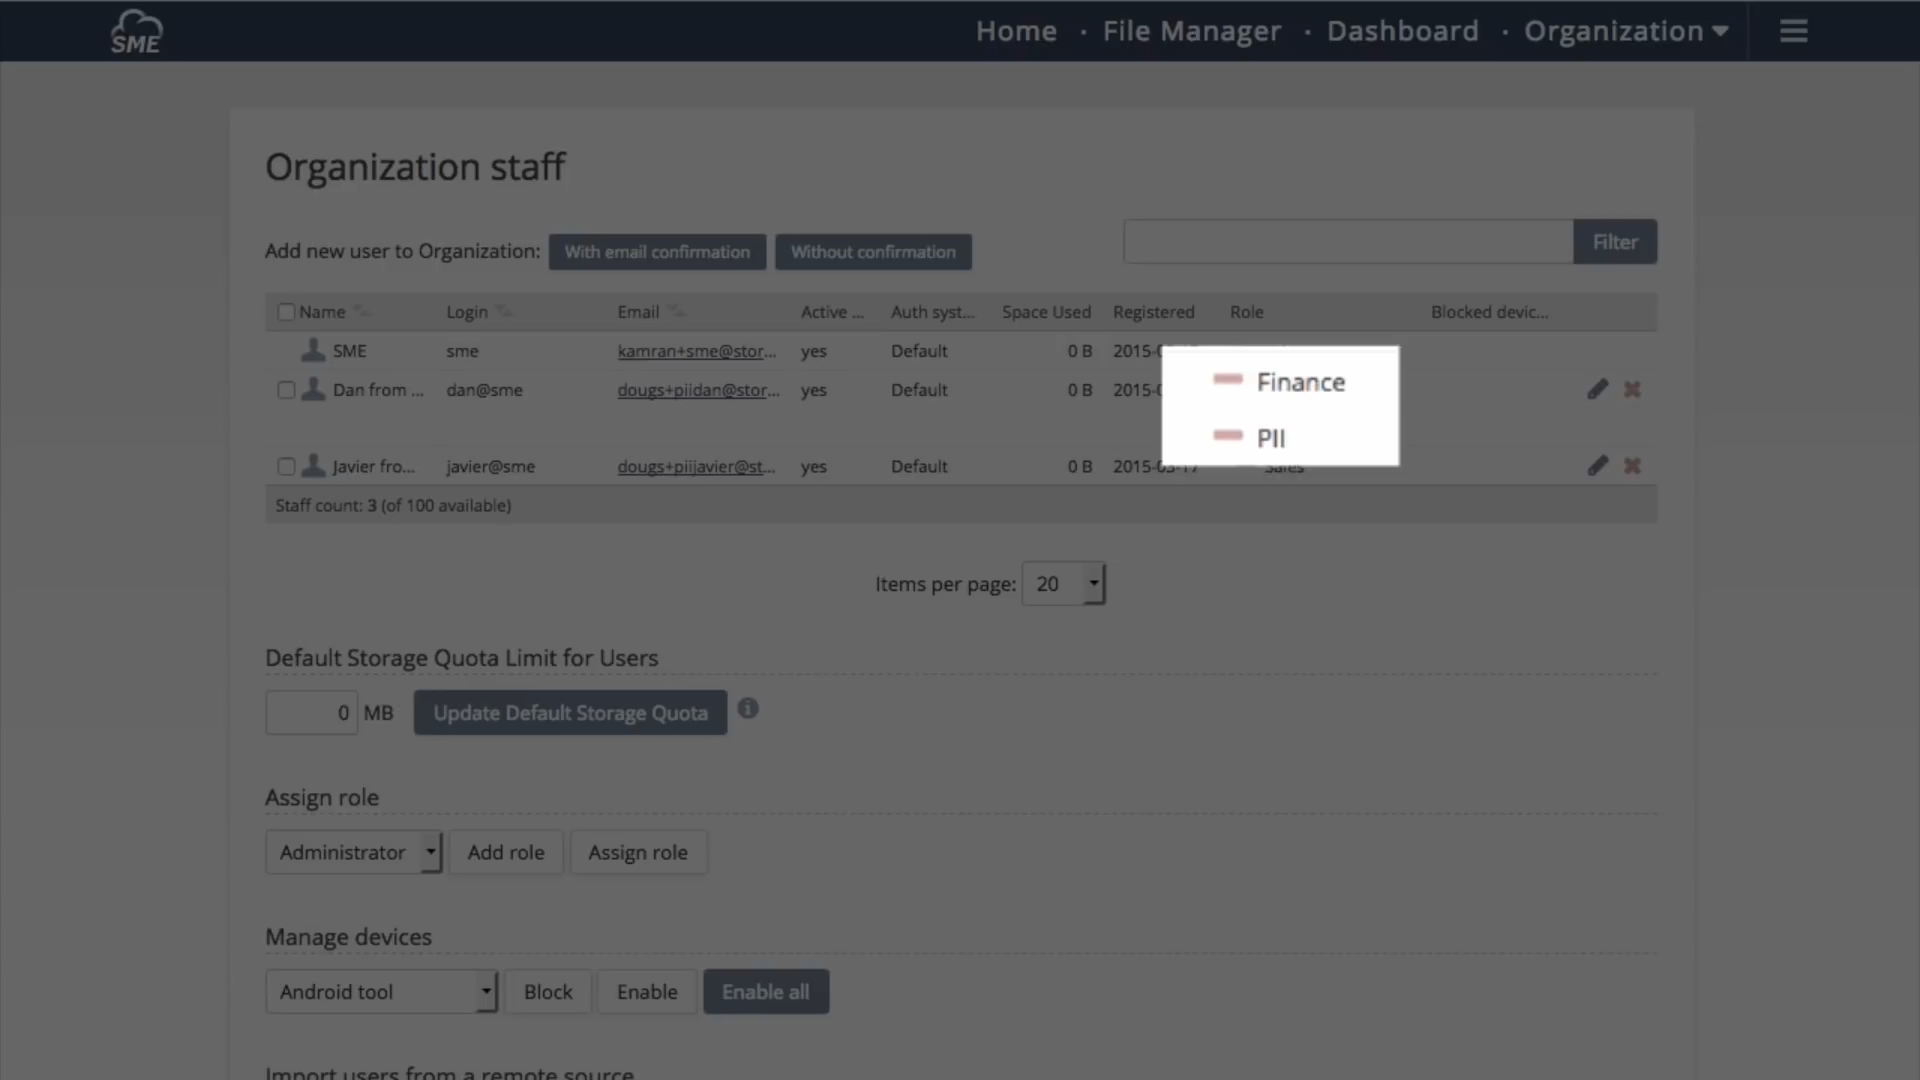 SME
Home · File Manager · Dashboard · Organization
Organization staff
Add new user to Organization: With email confirmation Without confirmation Filter
Name Login Email Active ... Auth syst... Space Used Registered Role Blocked devic...
SME sme kamran+sme@stor... yes Default 0 B
Dan from ... dan@sme dougs+piidan@stor... yes Default 0 B
Finance
PII
Javier fro... javier@sme dougs+piijavier@st... yes Default 0 B 2015-03-17 Sales
Staff count: 3 (of 100 available)
Items per page: 20
Default Storage Quota Limit for Users
0 MB Update Default Storage Quota
Assign role
Administrator Add role Assign role
Manage devices
Android tool Block Enable Enable all
Import users from a remote source